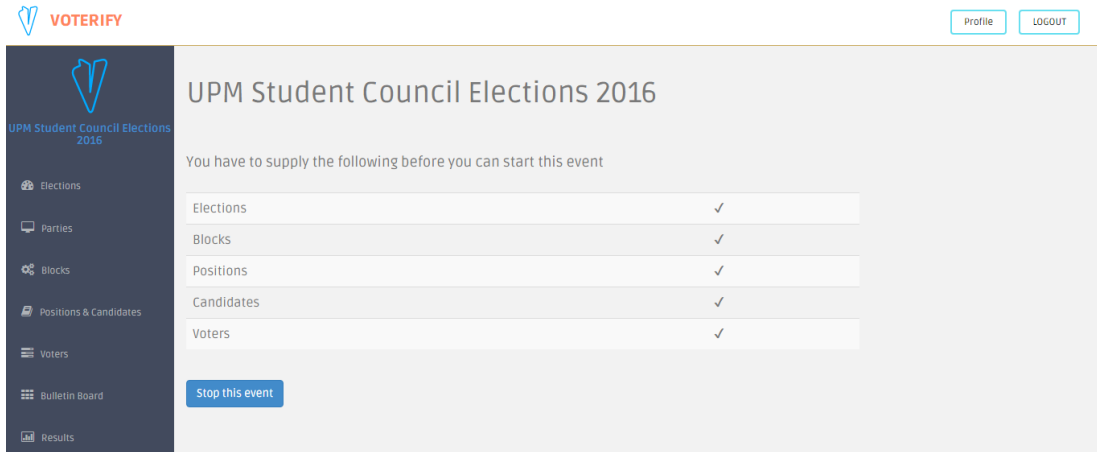 VOTERIFY
Profile
LOGOUT
UPM Student Council Elections
2016
Elections
Parties
Blocks
Positions & Candidates
Voters
Bulletin Board
Results
UPM Student Council Elections 2016
You have to supply the following before you can start this event
Elections ✓
Blocks ✓
Positions ✓
Candidates ✓
Voters ✓
Stop this event